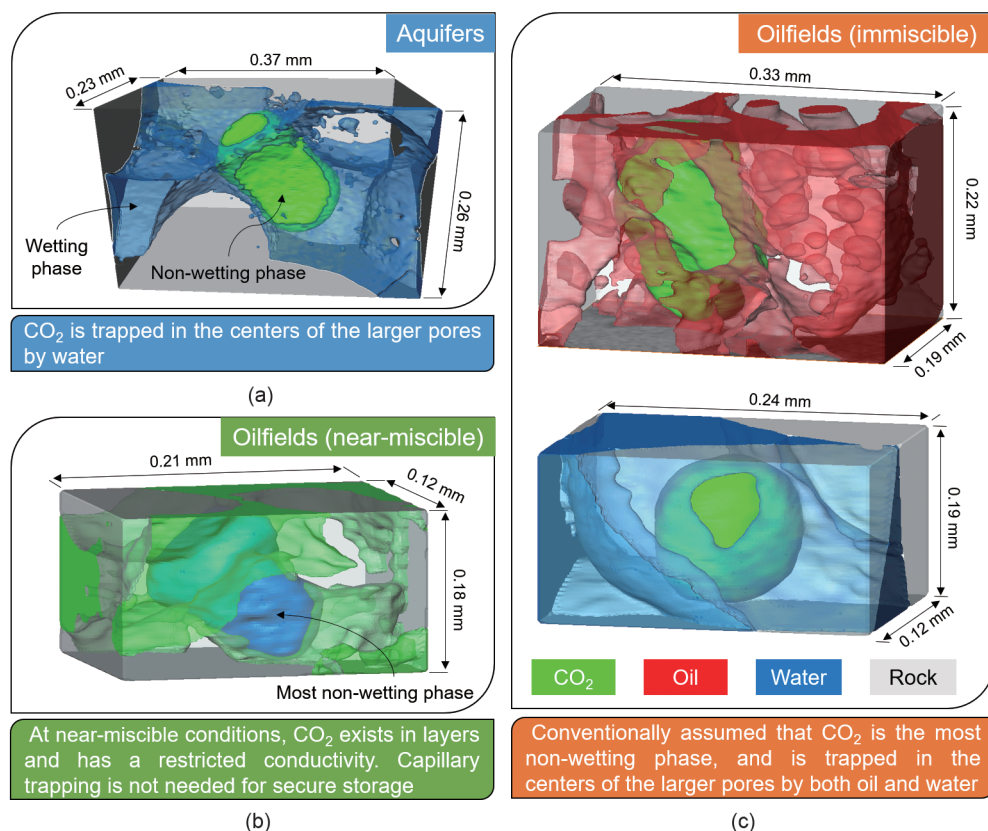 Aquifers
0.37 mm
0.23 mm
0.26 mm
Wetting
phase
Non-wetting phase
CO₂ is trapped in the centers of the larger pores
by water
(a)
Oilfields (near-miscible)
0.21 mm
0.12 mm
0.18 mm
Most non-wetting phase
At near-miscible conditions, CO₂ exists in layers
and has a restricted conductivity. Capillary
trapping is not needed for secure storage
(b)
Oilfields (immiscible)
0.33 mm
0.22 mm
0.19 mm
0.24 mm
0.19 mm
0.12 mm
CO₂
Oil
Water
Rock
Conventionally assumed that CO₂ is the most
non-wetting phase, and is trapped in the
centers of the larger pores by both oil and water
(c)